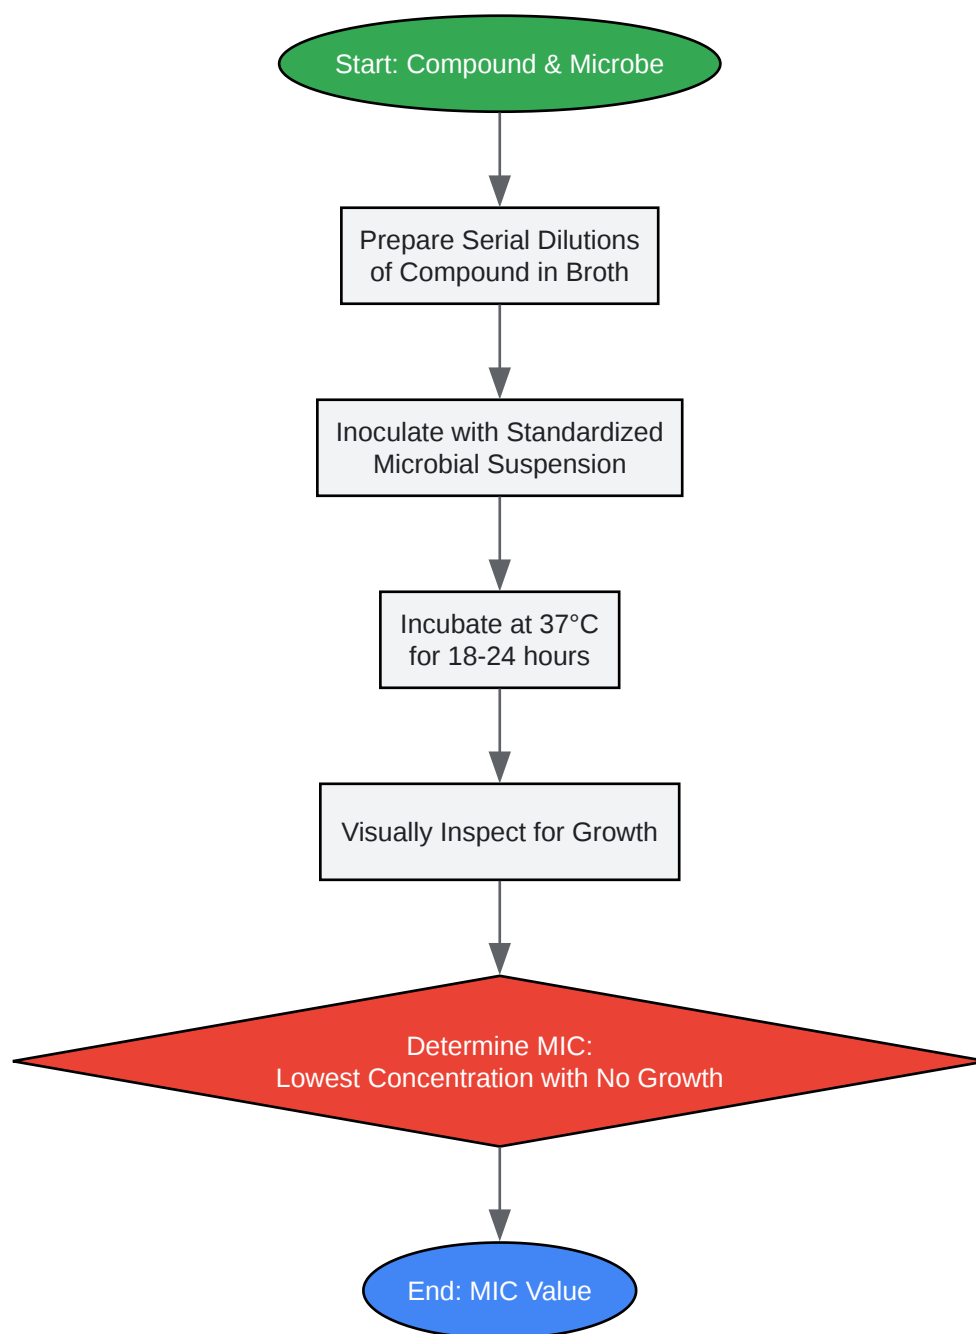 Start: Compound & Microbe
Prepare Serial Dilutions
of Compound in Broth
Inoculate with Standardized
Microbial Suspension
Incubate at 37°C
for 18-24 hours
Visually Inspect for Growth
Determine MIC:
Lowest Concentration with No Growth
End: MIC Value